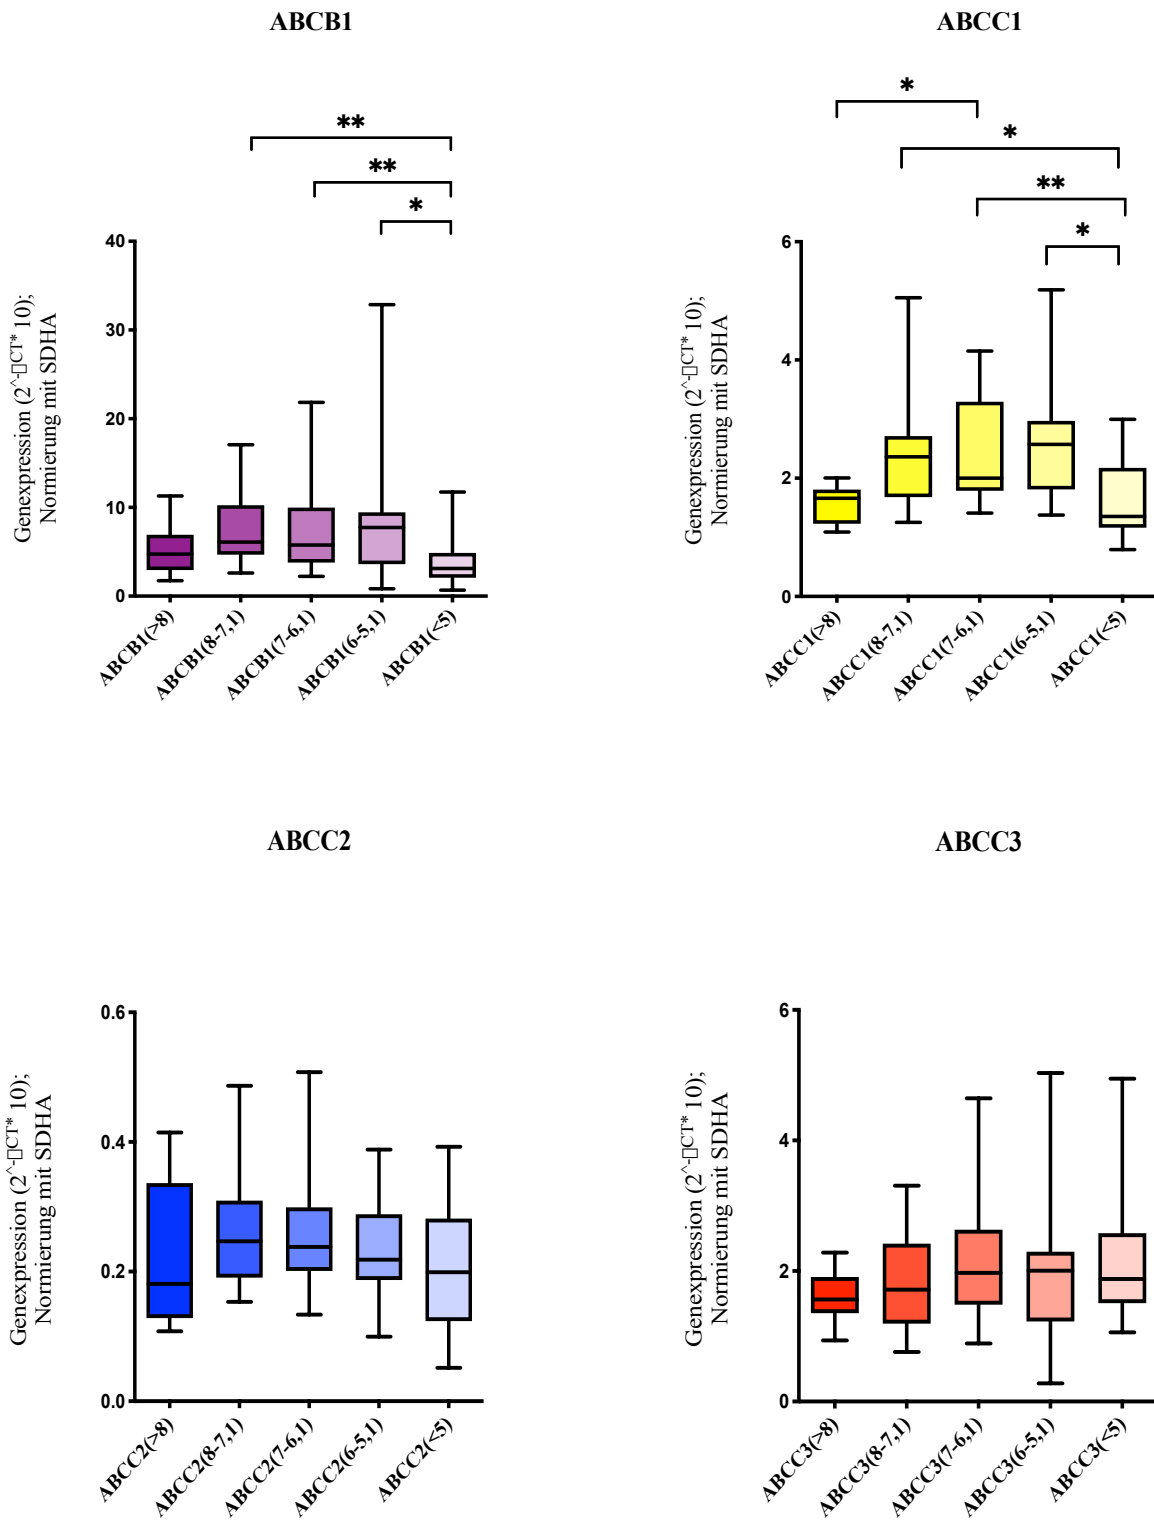 ABCB1
**
**
*
40
30
20
10
0
Genexpression (2^-▯CT* 10);
Normierung mit SDHA
ABCB1(>8)
ABCB1(8-7,1)
ABCB1(7-6,1)
ABCB1(6-5,1)
ABCB1(<5)
ABCC1
*
*
**
*
6
4
2
0
Genexpression (2^-▯CT* 10);
Normierung mit SDHA
ABCC1(>8)
ABCC1(8-7,1)
ABCC1(7-6,1)
ABCC1(6-5,1)
ABCC1(<5)
ABCC2
0.6
0.4
0.2
0.0
Genexpression (2^-▯CT* 10);
Normierung mit SDHA
ABCC2(>8)
ABCC2(8-7,1)
ABCC2(7-6,1)
ABCC2(6-5,1)
ABCC2(<5)
ABCC3
6
4
2
0
Genexpression (2^-▯CT* 10);
Normierung mit SDHA
ABCC3(>8)
ABCC3(8-7,1)
ABCC3(7-6,1)
ABCC3(6-5,1)
ABCC3(<5)